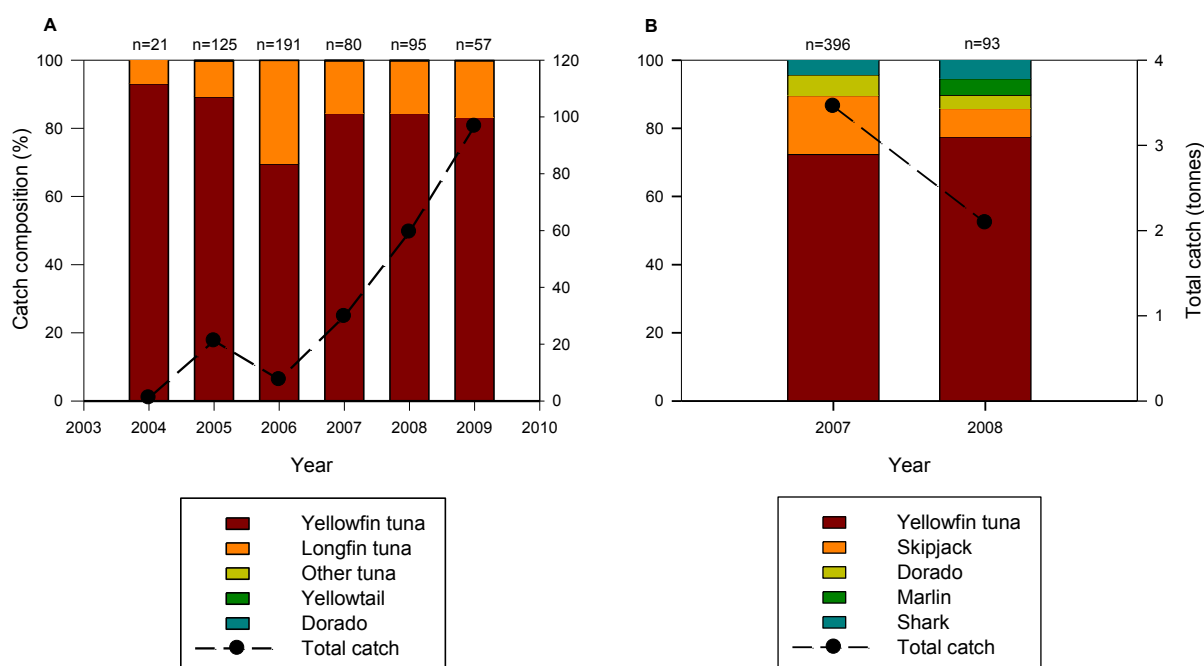 A
n=21 n=125 n=191 n=80 n=95 n=57
100
80
60
40
20
0
Catch composition (%)
120
100
80
60
40
20
0
2003 2004 2005 2006 2007 2008 2009 2010
Year
Yellowfin tuna
Longfin tuna
Other tuna
Yellowtail
Dorado
Total catch
B
n=396 n=93
100
80
60
40
20
0
4
3
2
1
0
Total catch (tonnes)
2007 2008
Year
Yellowfin tuna
Skipjack
Dorado
Marlin
Shark
Total catch